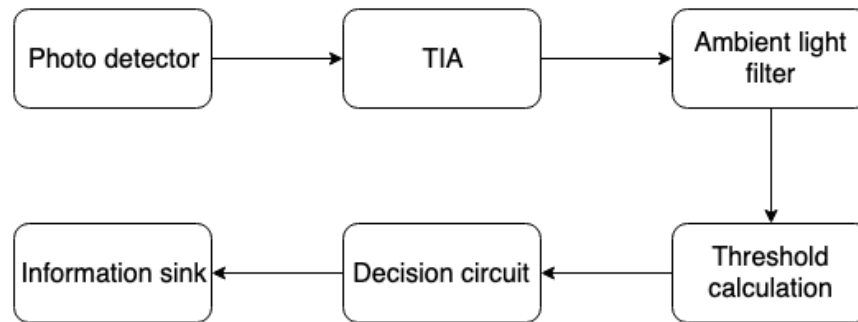 Photo detector
TIA
Ambient light
filter
Threshold
calculation
Decision circuit
Information sink